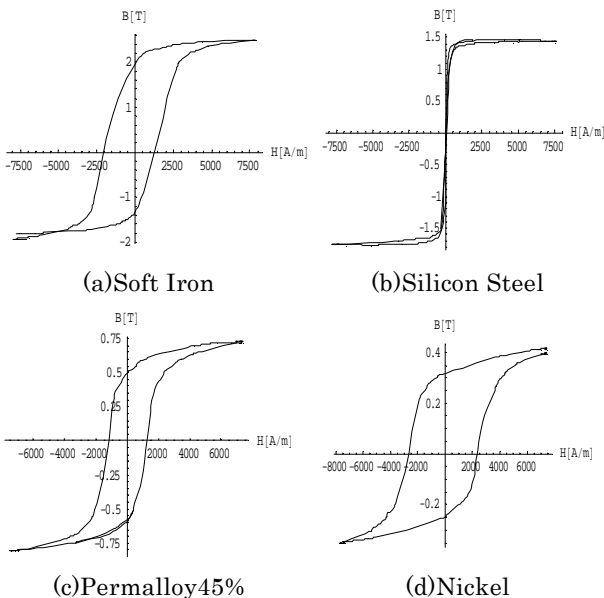 B[T]
2
1
-7500 -5000 -2500 2500 5000 7500 H[A/m]
-1
-2
(a)Soft Iron
B[T]
1.5
1
0.5
-7500 -5000 -2500 2500 5000 7500 H[A/m]
-0.5
-1
-1.5
(b)Silicon Steel
B[T]
0.75
0.5
0.25
-6000 -4000 -2000 2000 4000 6000 H[A/m]
-0.25
-0.5
-0.75
(c)Permalloy45%
B[T]
0.4
0.2
-8000 -6000 -4000 -2000 2000 4000 6000 H[A/m]
-0.2
(d)Nickel